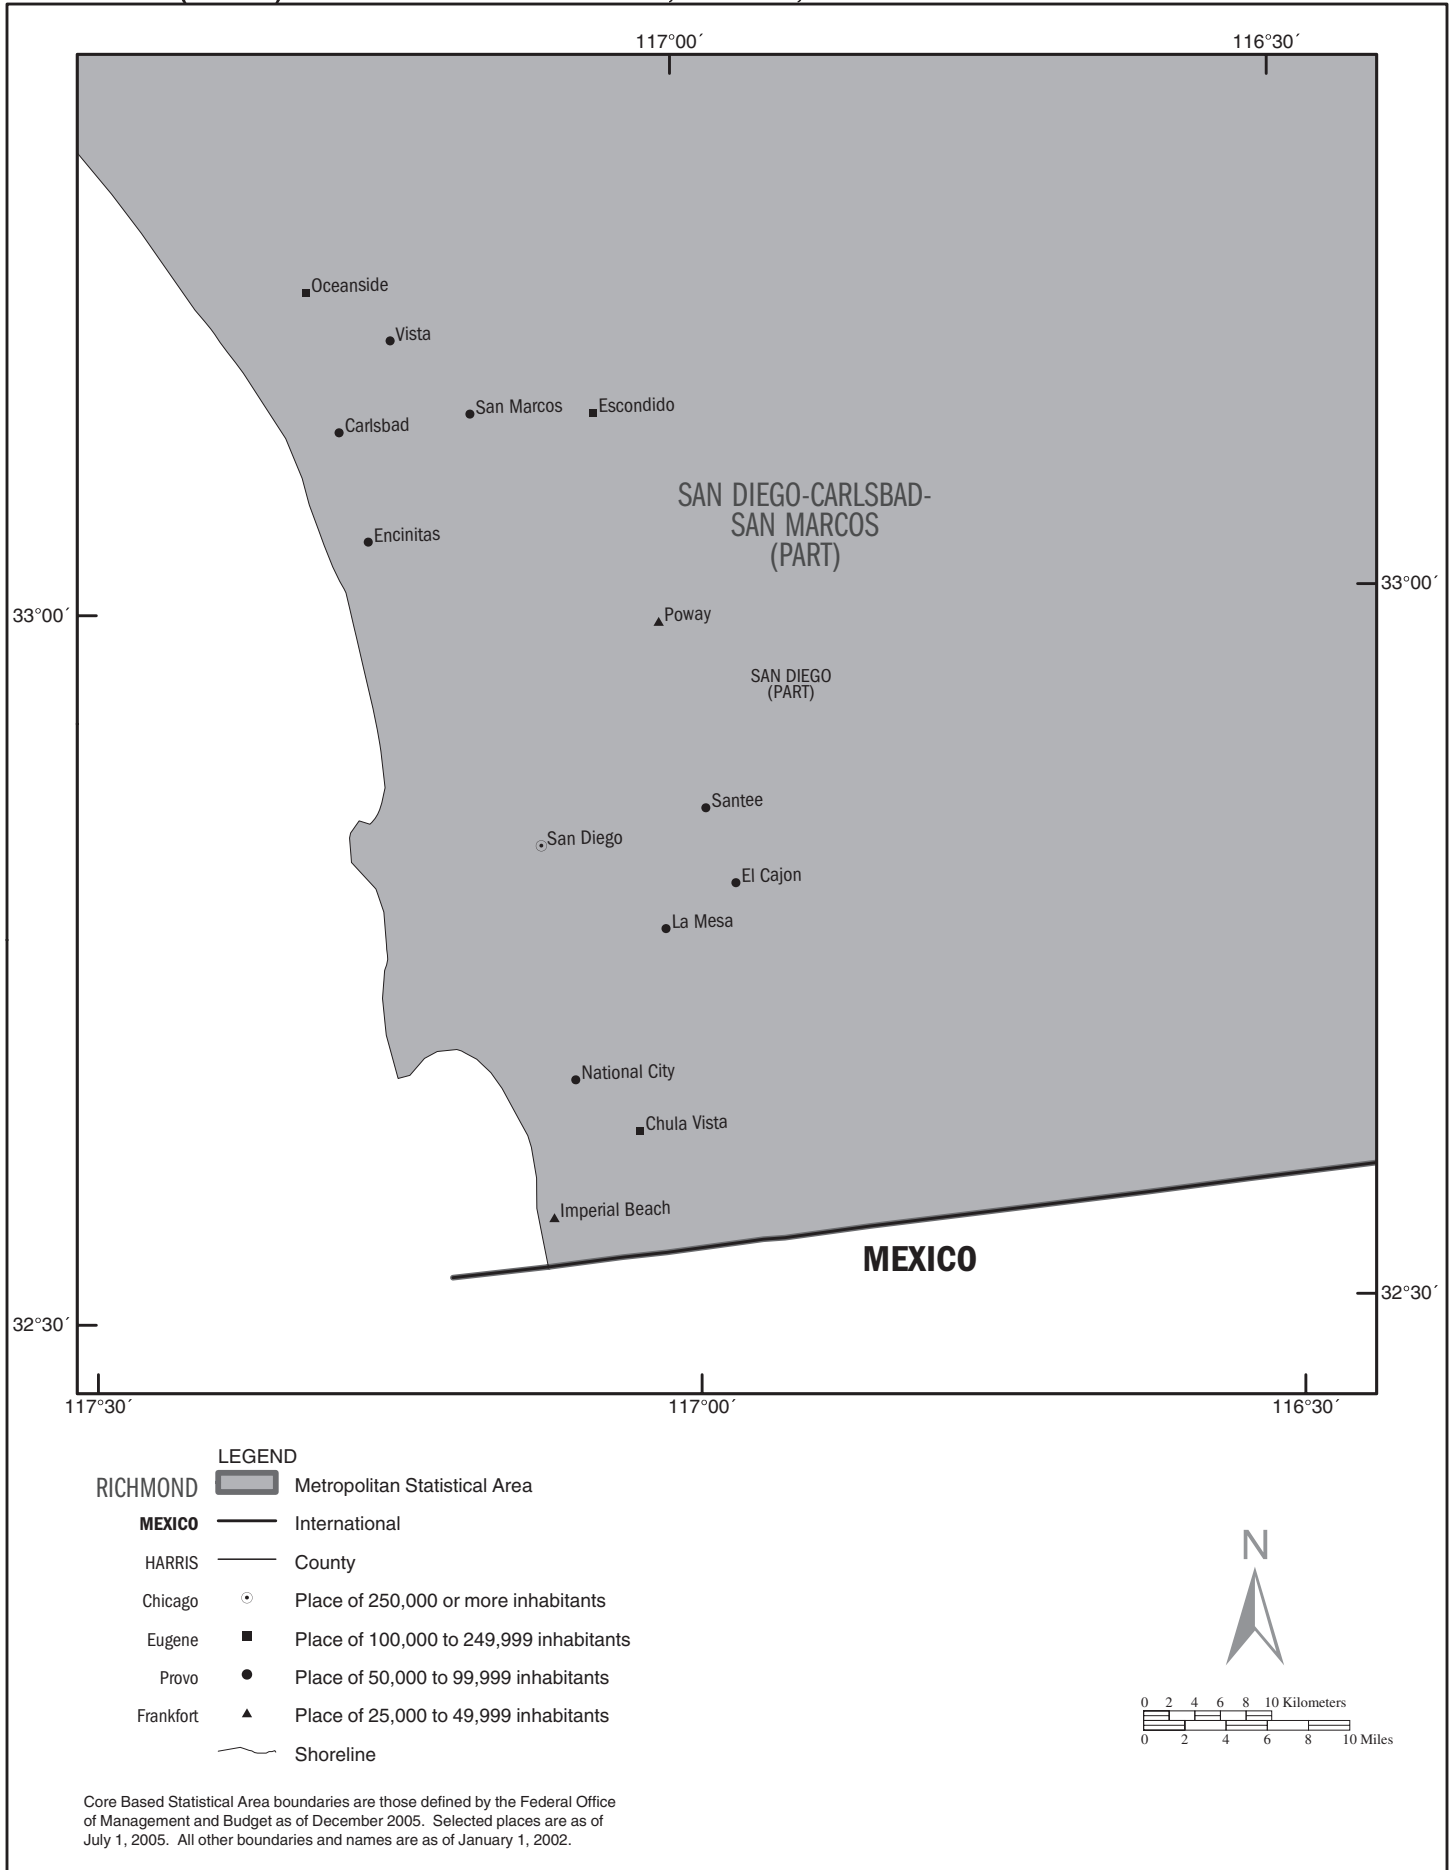 117°00´
116°30´
Oceanside
Vista
San Marcos
Escondido
Carlsbad
SAN DIEGO-CARLSBAD-
SAN MARCOS
(PART)
Encinitas
33°00´
33°00´
Poway
SAN DIEGO
(PART)
Santee
San Diego
El Cajon
La Mesa
National City
Chula Vista
Imperial Beach
MEXICO
32°30´
32°30´
117°30´
117°00´
116°30´
LEGEND
RICHMOND Metropolitan Statistical Area
MEXICO International
HARRIS County
Chicago Place of 250,000 or more inhabitants
Eugene Place of 100,000 to 249,999 inhabitants
Provo Place of 50,000 to 99,999 inhabitants
Frankfort Place of 25,000 to 49,999 inhabitants
Shoreline
N
0 2 4 6 8 10 Kilometers
0 2 4 6 8 10 Miles
Core Based Statistical Area boundaries are those defined by the Federal Office
of Management and Budget as of December 2005. Selected places are as of
July 1, 2005. All other boundaries and names are as of January 1, 2002.